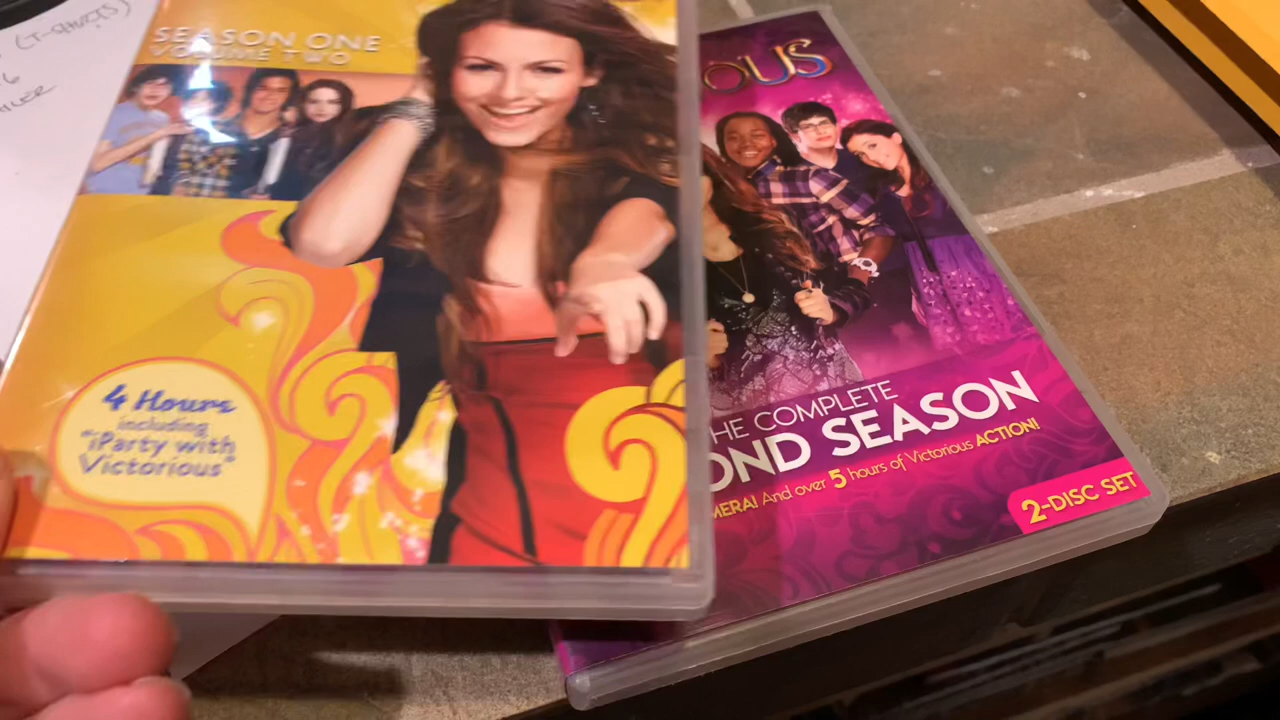 (T-SHIRTS)
SEASON ONE
VOLUME TWO
4 Hours
including
"iParty with
Victorious"
OUS
HE COMPLETE
OND SEASON
MERA! And over 5 hours of Victorious ACTION!
2-DISC SET